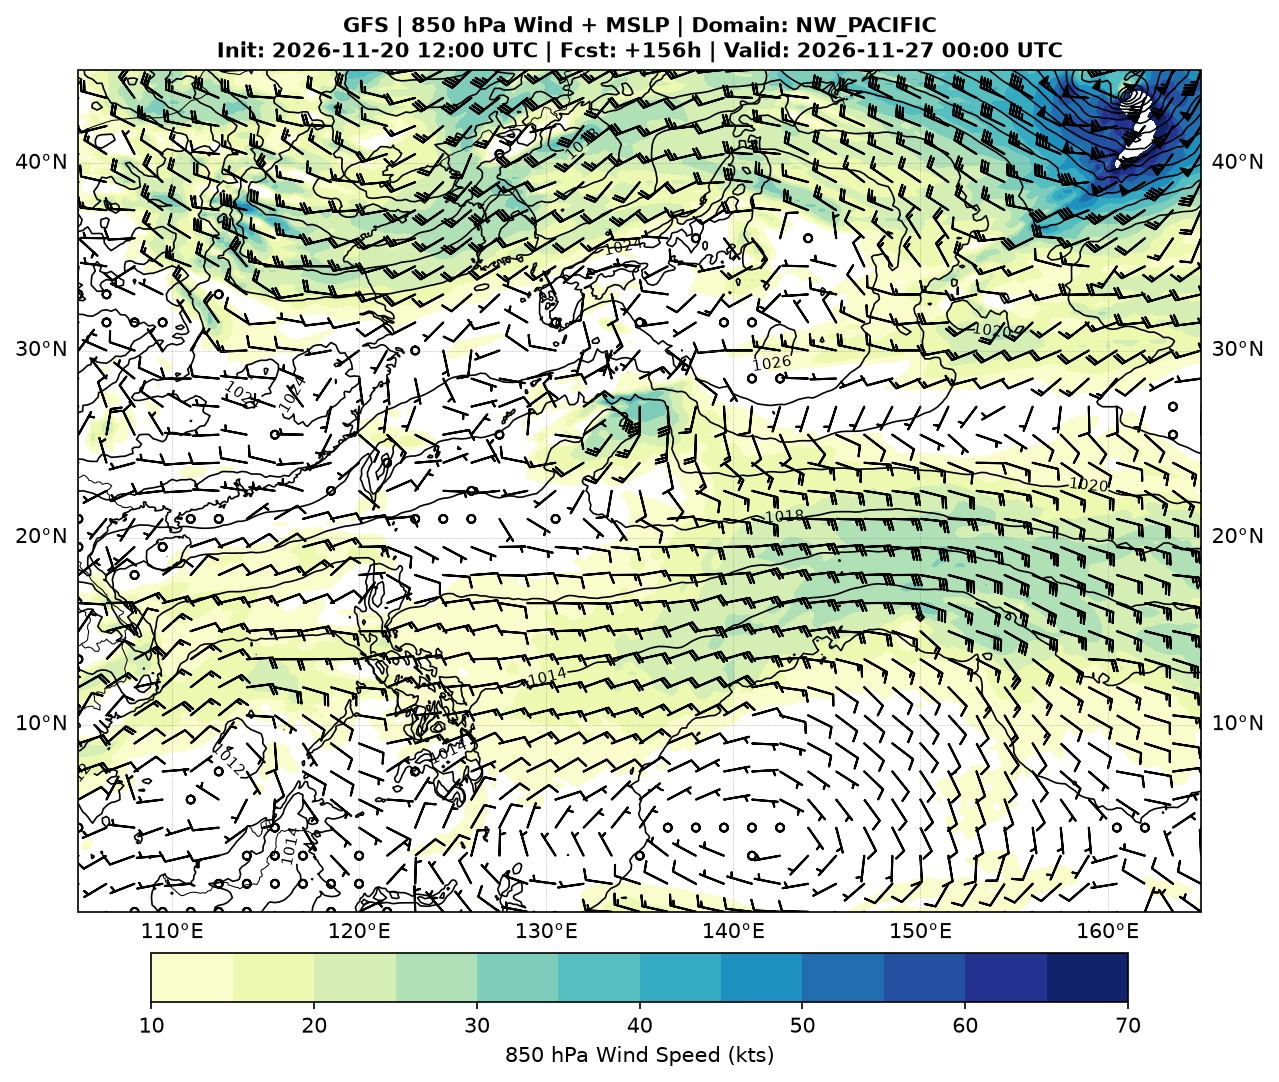 GFS | 850 hPa Wind + MSLP | Domain: NW_PACIFIC
Init: 2026-11-20 12:00 UTC | Fcst: +156h | Valid: 2026-11-27 00:00 UTC
40°N
40°N
1018
1024
30°N
30°N
1020
1026
1024
1020
20°N
20°N
1018
1014
10°N
10°N
1014
1012
1014
110°E
120°E
130°E
140°E
150°E
160°E
10
20
30
40
50
60
70
850 hPa Wind Speed (kts)